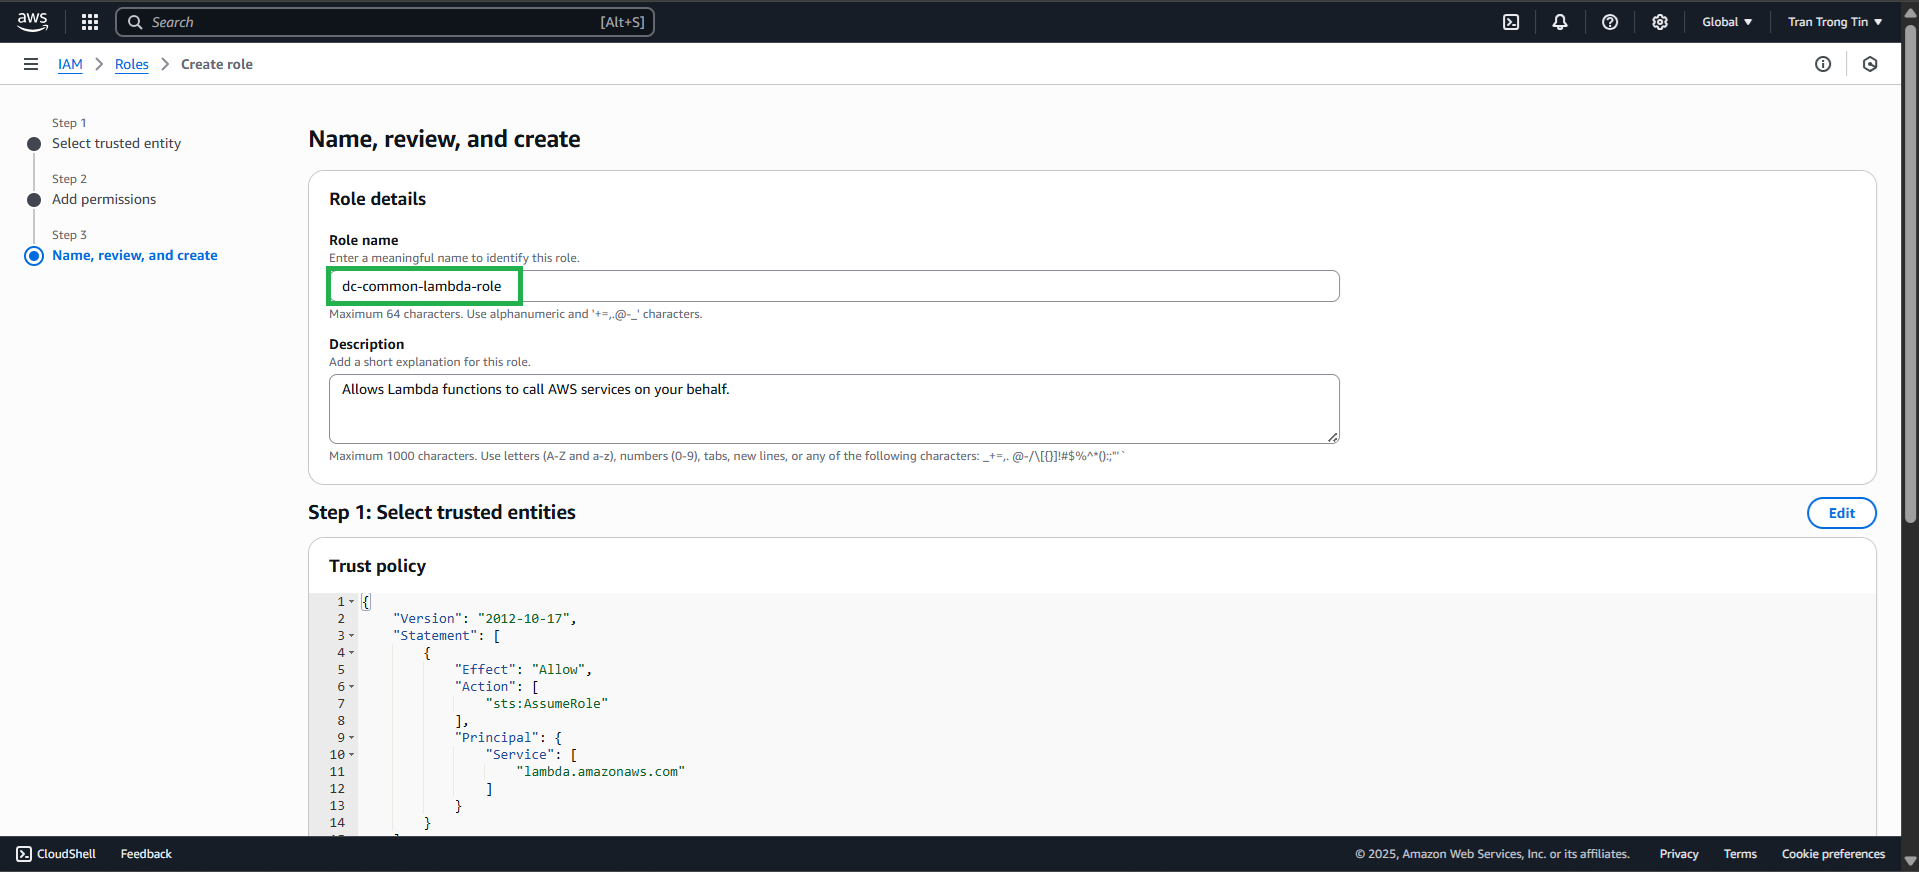 aws
Search [Alt+S]
Global
Tran Trong Tin
IAM > Roles > Create role
Step 1
Select trusted entity
Step 2
Add permissions
Step 3
Name, review, and create
Name, review, and create
Role details
Role name
Enter a meaningful name to identify this role.
dc-common-lambda-role
Maximum 64 characters. Use alphanumeric and '+=,.@-_' characters.
Description
Add a short explanation for this role.
Allows Lambda functions to call AWS services on your behalf.
Maximum 1000 characters. Use letters (A-Z and a-z), numbers (0-9), tabs, new lines, or any of the following characters: _+=,. @-/\[{}]!#$%^*();:"'`
Step 1: Select trusted entities
Edit
Trust policy
1 {
2 "Version": "2012-10-17",
3 "Statement": [
4 {
5 "Effect": "Allow",
6 "Action": [
7 "sts:AssumeRole"
8 ],
9 "Principal": {
10 "Service": [
11 "lambda.amazonaws.com"
12 ]
13 }
14 }
CloudShell
Feedback
© 2025, Amazon Web Services, Inc. or its affiliates.
Privacy
Terms
Cookie preferences